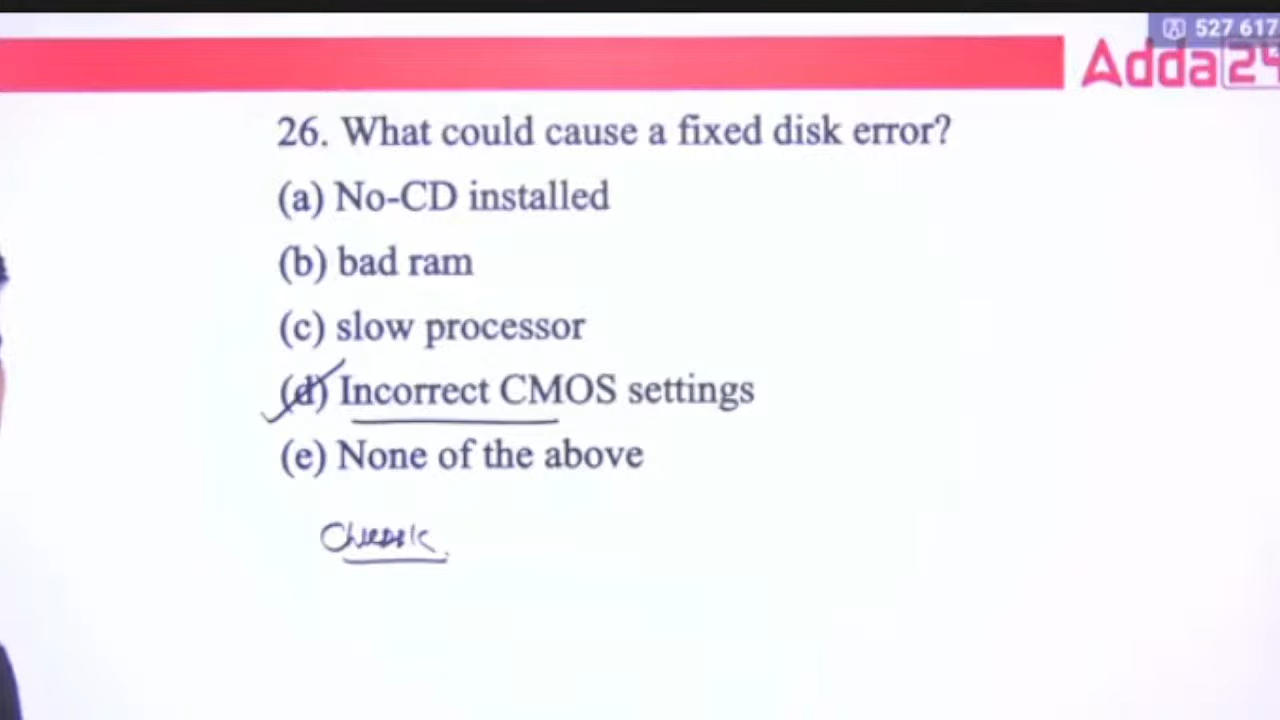 527 617
Adda24
26. What could cause a fixed disk error?
(a) No-CD installed
(b) bad ram
(c) slow processor
(d) Incorrect CMOS settings
(e) None of the above